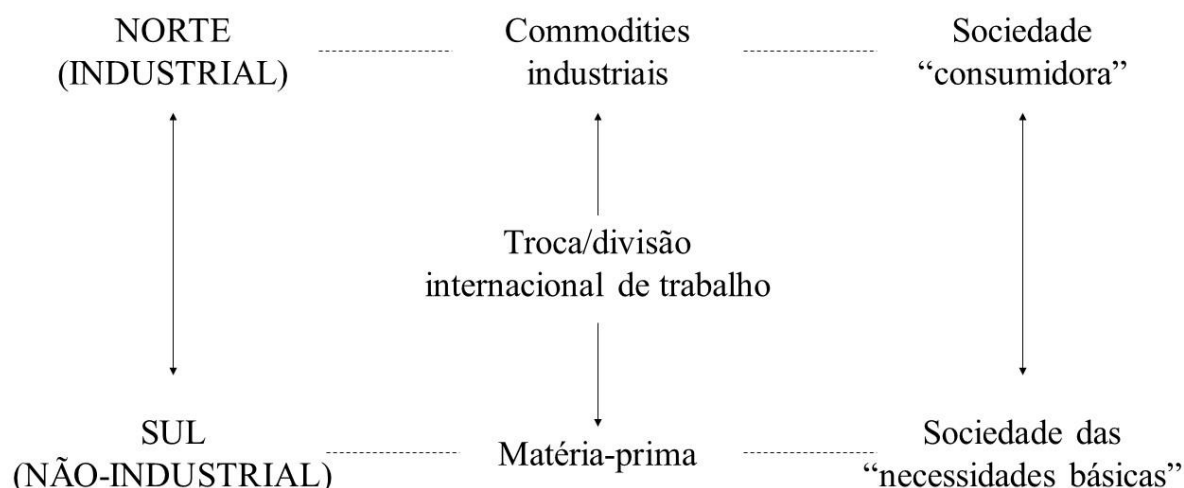 NORTE
(INDUSTRIAL)
Commodities
industriais
Sociedade
“consumidora”
Troca/divisão
internacional de trabalho
SUL
(NÃO-INDUSTRIAL)
Matéria-prima
Sociedade das
“necessidades básicas”